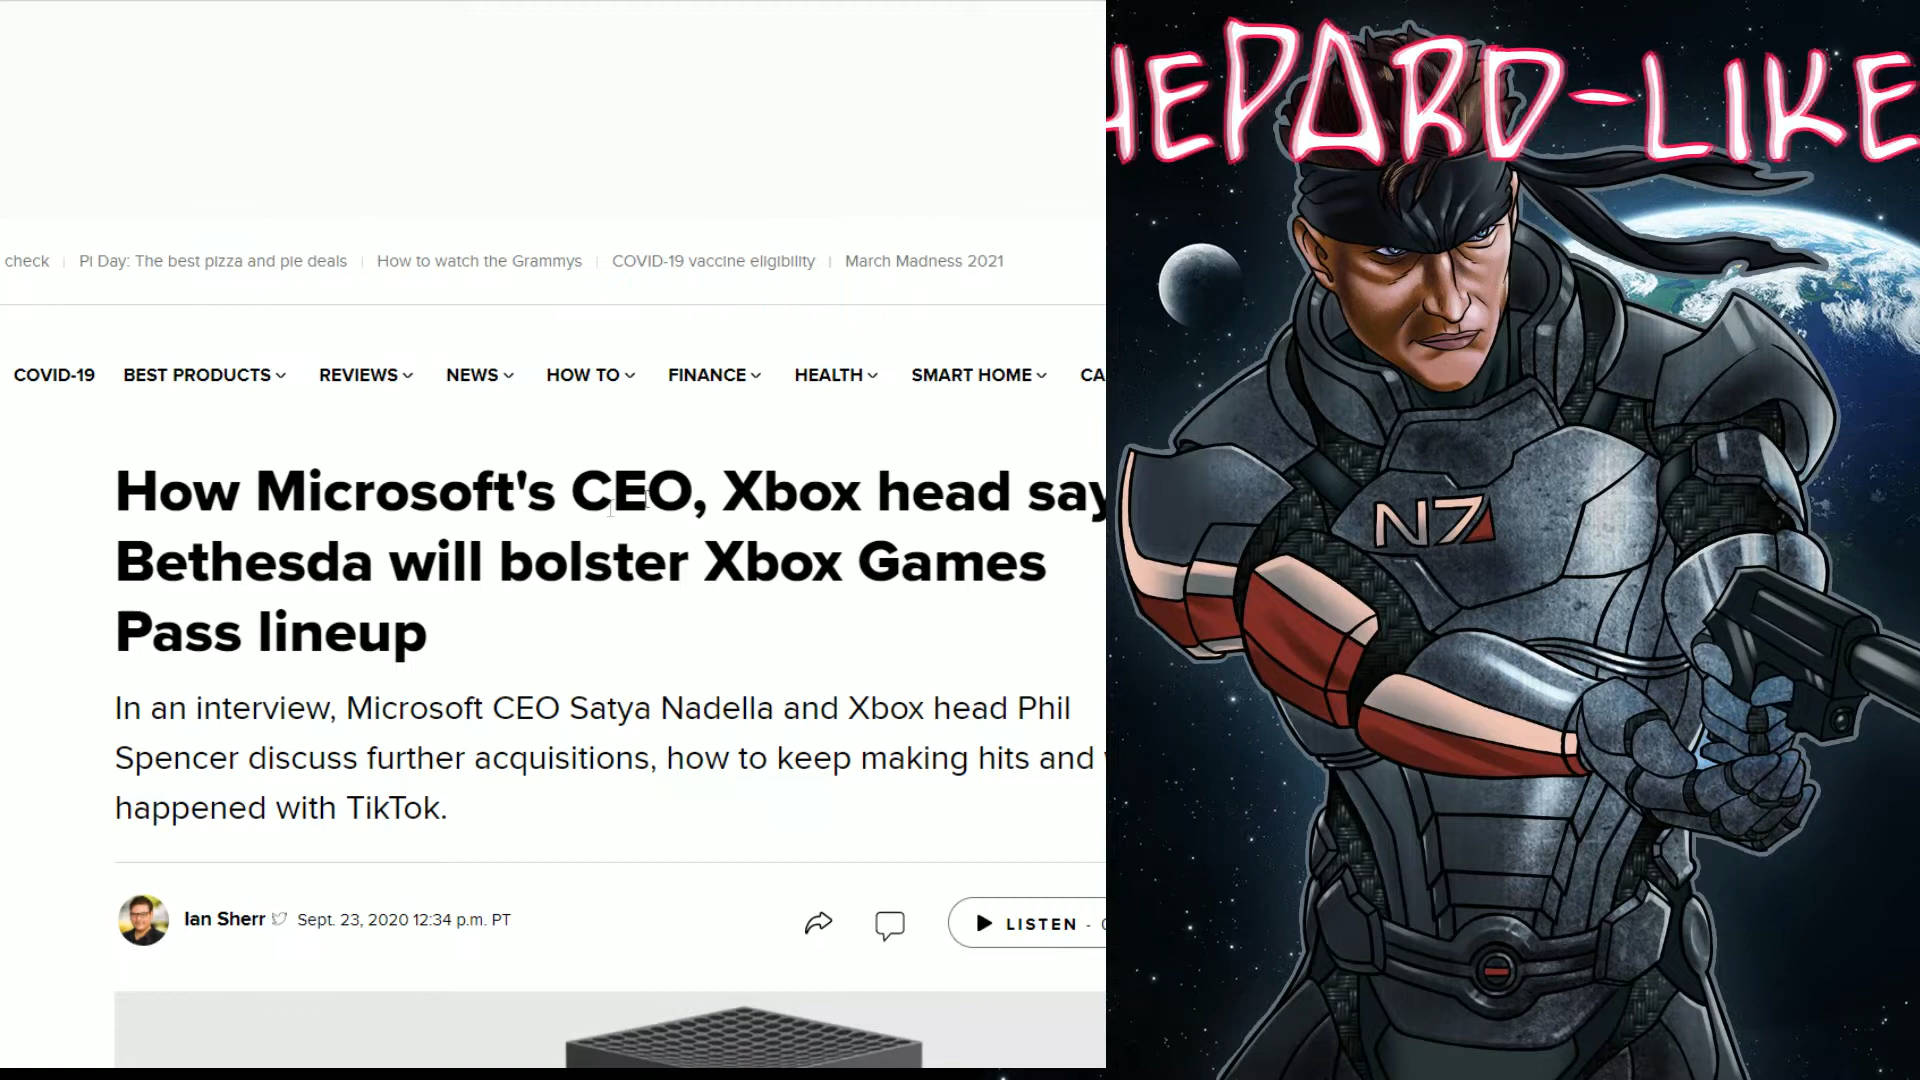 check | Pi Day: The best pizza and pie deals | How to watch the Grammys | COVID-19 vaccine eligibility | March Madness 2021
COVID-19 BEST PRODUCTS REVIEWS NEWS HOW TO FINANCE HEALTH SMART HOME CA
How Microsoft's CEO, Xbox head say
Bethesda will bolster Xbox Games
Pass lineup
In an interview, Microsoft CEO Satya Nadella and Xbox head Phil
Spencer discuss further acquisitions, how to keep making hits and
happened with TikTok.
Ian Sherr Sept. 23, 2020 12:34 p.m. PT
LISTEN -
HEPARD-LIKE
N7